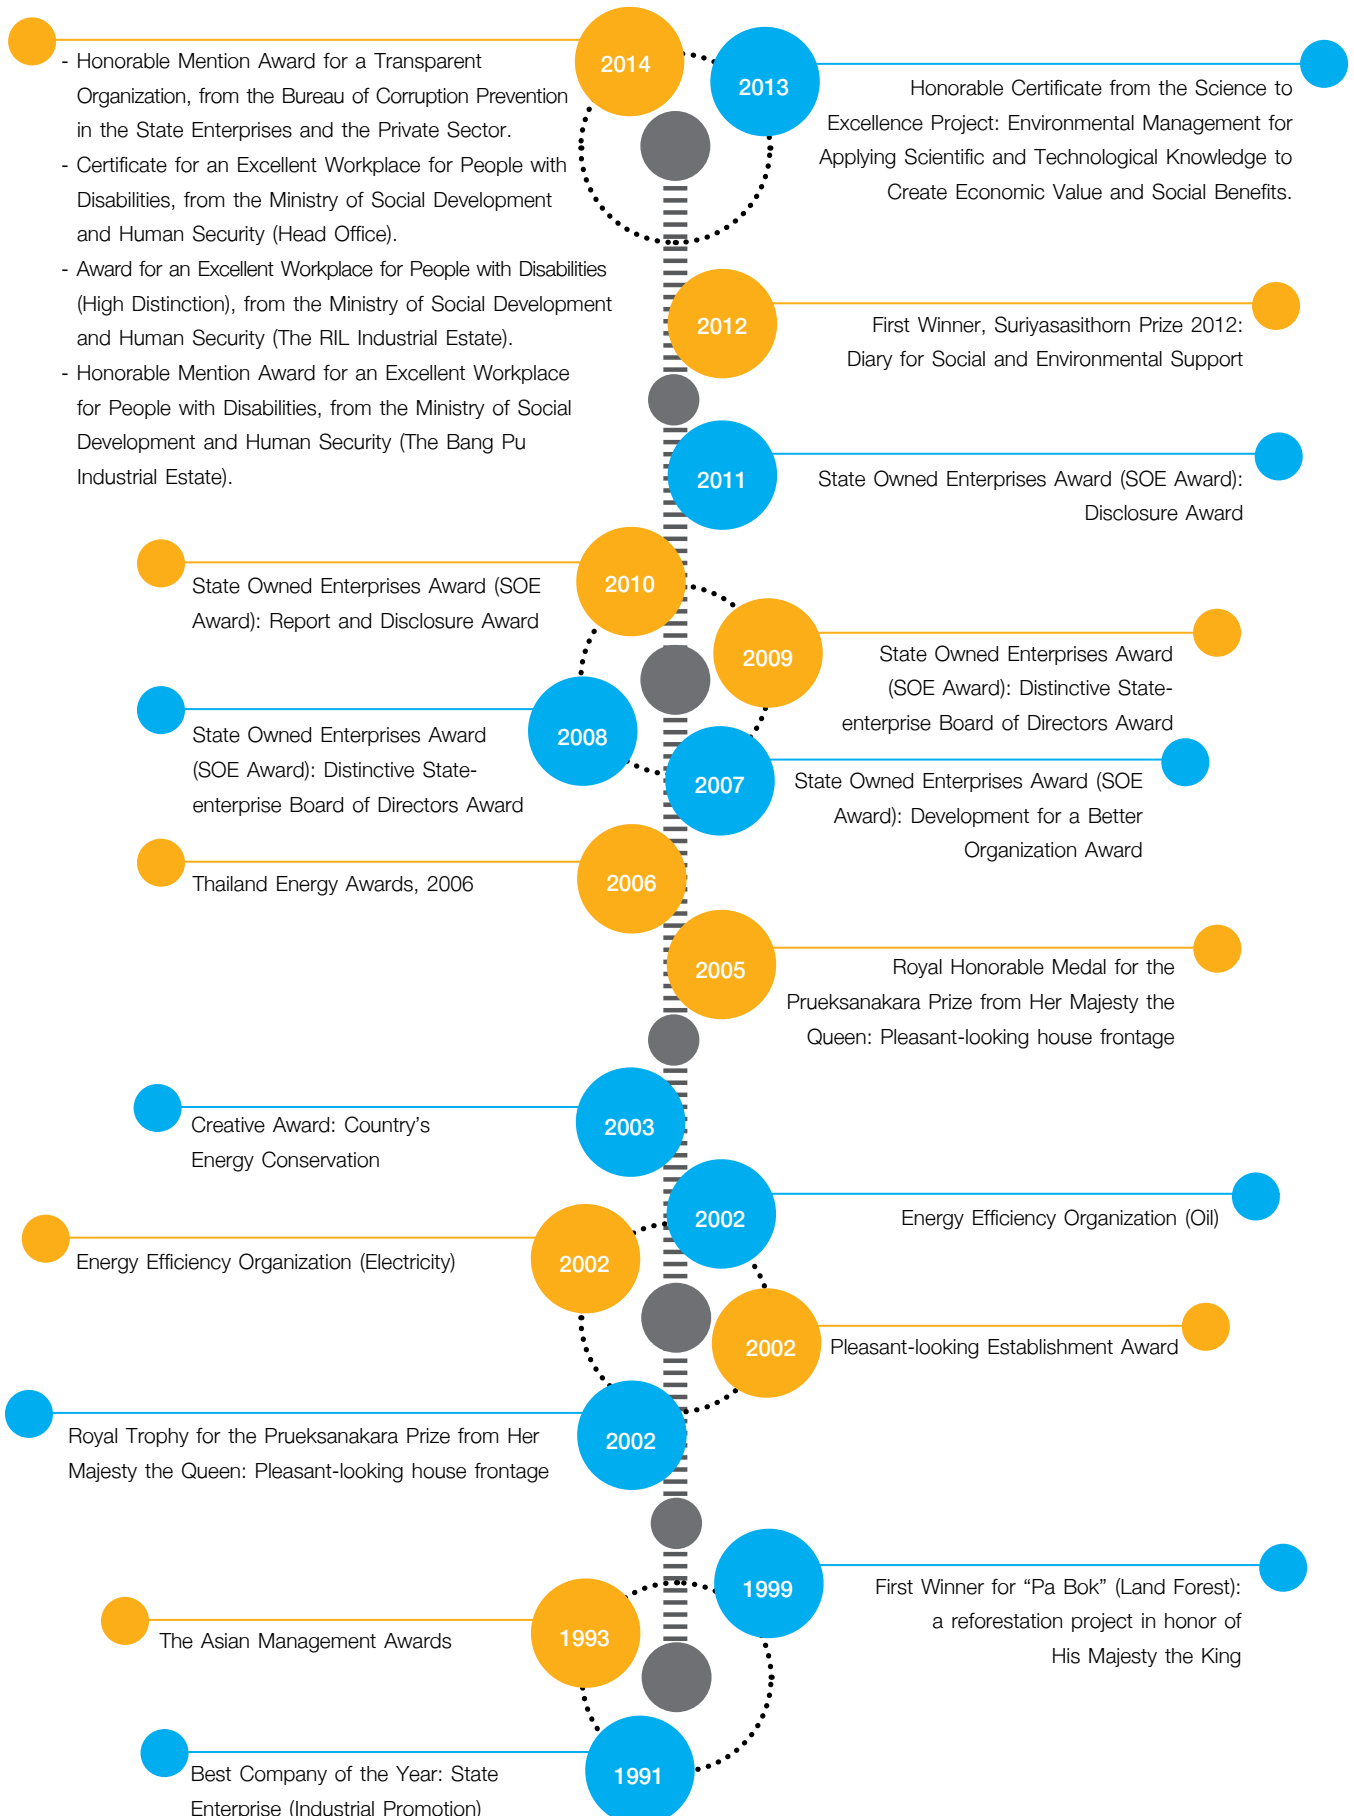 2014
- Honorable Mention Award for a Transparent
Organization, from the Bureau of Corruption Prevention
in the State Enterprises and the Private Sector.
- Certificate for an Excellent Workplace for People with
Disabilities, from the Ministry of Social Development
and Human Security (Head Office).
- Award for an Excellent Workplace for People with Disabilities
(High Distinction), from the Ministry of Social Development
and Human Security (The RIL Industrial Estate).
- Honorable Mention Award for an Excellent Workplace
for People with Disabilities, from the Ministry of Social
Development and Human Security (The Bang Pu
Industrial Estate).
2013
Honorable Certificate from the Science to
Excellence Project: Environmental Management for
Applying Scientific and Technological Knowledge to
Create Economic Value and Social Benefits.
2012
First Winner, Suriyasasithorn Prize 2012:
Diary for Social and Environmental Support
2011
State Owned Enterprises Award (SOE Award):
Disclosure Award
2010
State Owned Enterprises Award (SOE
Award): Report and Disclosure Award
2009
State Owned Enterprises Award
(SOE Award): Distinctive State-
enterprise Board of Directors Award
2008
State Owned Enterprises Award
(SOE Award): Distinctive State-
enterprise Board of Directors Award
2007
State Owned Enterprises Award (SOE
Award): Development for a Better
Organization Award
2006
Thailand Energy Awards, 2006
2005
Royal Honorable Medal for the
Prueksanakara Prize from Her Majesty the
Queen: Pleasant-looking house frontage
2003
Creative Award: Country's
Energy Conservation
2002
Energy Efficiency Organization (Oil)
2002
Energy Efficiency Organization (Electricity)
2002
Pleasant-looking Establishment Award
2002
Royal Trophy for the Prueksanakara Prize from Her
Majesty the Queen: Pleasant-looking house frontage
1999
First Winner for “Pa Bok” (Land Forest):
a reforestation project in honor of
His Majesty the King
1993
The Asian Management Awards
1991
Best Company of the Year: State
Enterprise (Industrial Promotion)